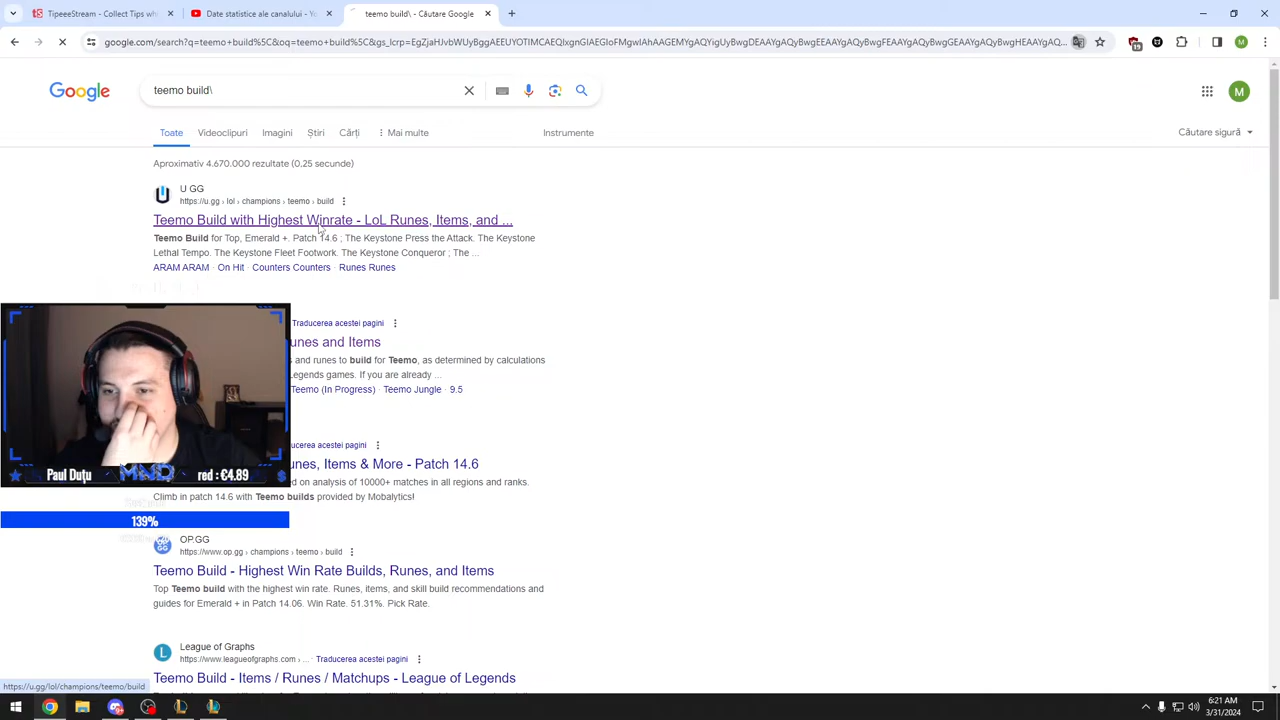 TipeeeStream - Collect Tips wh
Date statistice ale canalului - Yo
teemo build\ - Căutare Google
google.com/search?q=teemo+build%5C&oq=teemo+build%5C&gs_lcrp=
19
M
Google
teemo build\
M
Toate
Videoclipuri
Imagini
Știri
Cărți
Mai multe
Instrumente
Căutare sigură
Aproximativ 4.670.000 rezultate (0,25 secunde)
U GG
https://u.gg › lol › champions › teemo › build
Teemo Build with Highest Winrate - LoL Runes, Items, and ...
Teemo Build for Top, Emerald +. Patch 14.6 ; The Keystone Press the Attack. The Keystone
Lethal Tempo. The Keystone Fleet Footwork. The Keystone Conqueror ; The ...
ARAM ARAM · On Hit · Counters Counters · Runes Runes
Traducerea acestei pagini
unes and Items
and runes to build for Teemo, as determined by calculations
Legends games. If you are already ...
Teemo (In Progress) · Teemo Jungle · 9.5
ucerea acestei pagini
unes, Items & More - Patch 14.6
d on analysis of 10000+ matches in all regions and ranks.
Climb in patch 14.6 with Teemo builds provided by Mobalytics!
Paul Duțu
MND
red : €4.89
139%
OP.GG
https://www.op.gg › champions › teemo › build
Teemo Build - Highest Win Rate Builds, Runes, and Items
Top Teemo build with the highest win rate. Runes, items, and skill build recommendations and
guides for Emerald + in Patch 14.06. Win Rate. 51.31%. Pick Rate.
League of Graphs
https://www.leagueofgraphs.com › ... · Traducerea acestei pagini
Teemo Build - Items / Runes / Matchups - League of Legends
https://u.gg/lol/champions/teemo/build
6:21 AM
3/31/2024